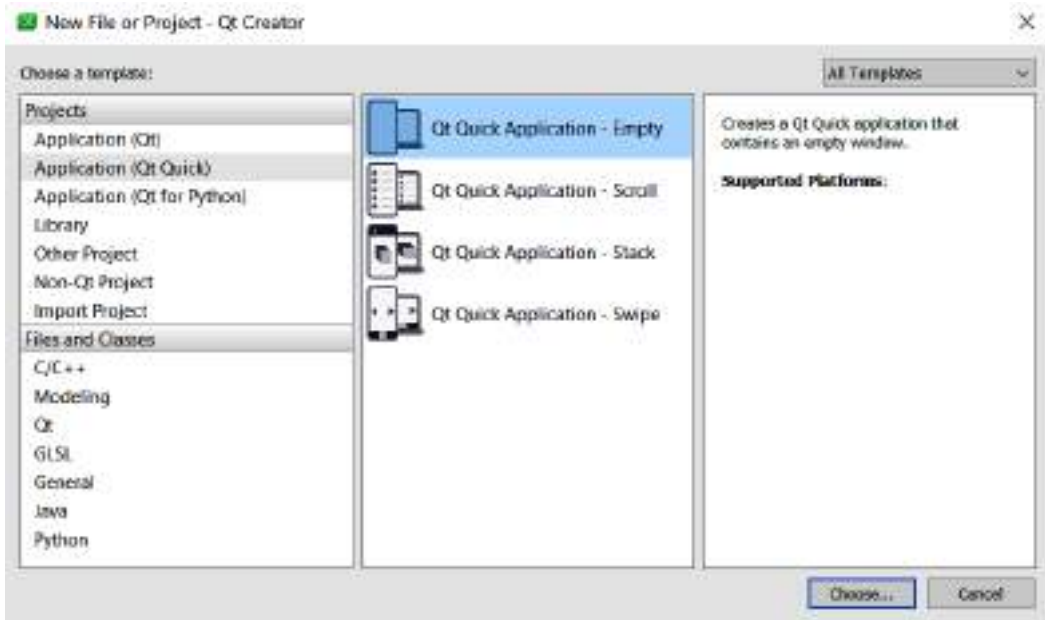 New File or Project - Qt Creator
Choose a template:
All Templates
Projects
Application (Qt)
Application (Qt Quick)
Application (Qt for Python)
Library
Other Project
Non-Qt Project
Import Project
Files and Classes
C/C++
Modeling
Qt
GLSL
General
Java
Python
Qt Quick Application - Empty
Qt Quick Application - Scroll
Qt Quick Application - Stack
Qt Quick Application - Swipe
Creates a Qt Quick application that
contains an empty window.
Supported Platforms:
Choose...
Cancel